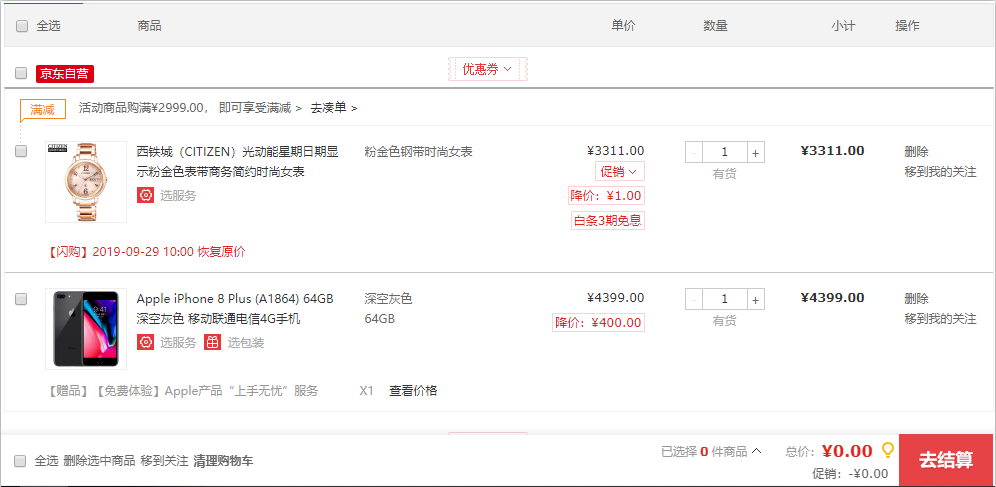 全选 商品 单价 数量 小计 操作
京东自营 优惠券
满减 活动商品购满¥2999.00， 即可享受满减 > 去凑单 >
CITIZEN
西铁城（CITIZEN）光动能星期日期显 粉金色钢带时尚女表 ¥3311.00 - 1 + ¥3311.00 删除
示粉金色表带商务简约时尚女表 促销 有货 移到我的关注
选服务 降价：¥1.00
白条3期免息
【闪购】2019-09-29 10:00 恢复原价
Apple iPhone 8 Plus (A1864) 64GB 深空灰色 ¥4399.00 - 1 + ¥4399.00 删除
深空灰色 移动联通电信4G手机 64GB 降价：¥400.00 有货 移到我的关注
选服务 选包装
【赠品】【免费体验】Apple产品“上手无忧”服务 X1 查看价格
全选 删除选中商品 移到关注 清理购物车 已选择 0 件商品 总价： ¥0.00 去结算
促销： -¥0.00